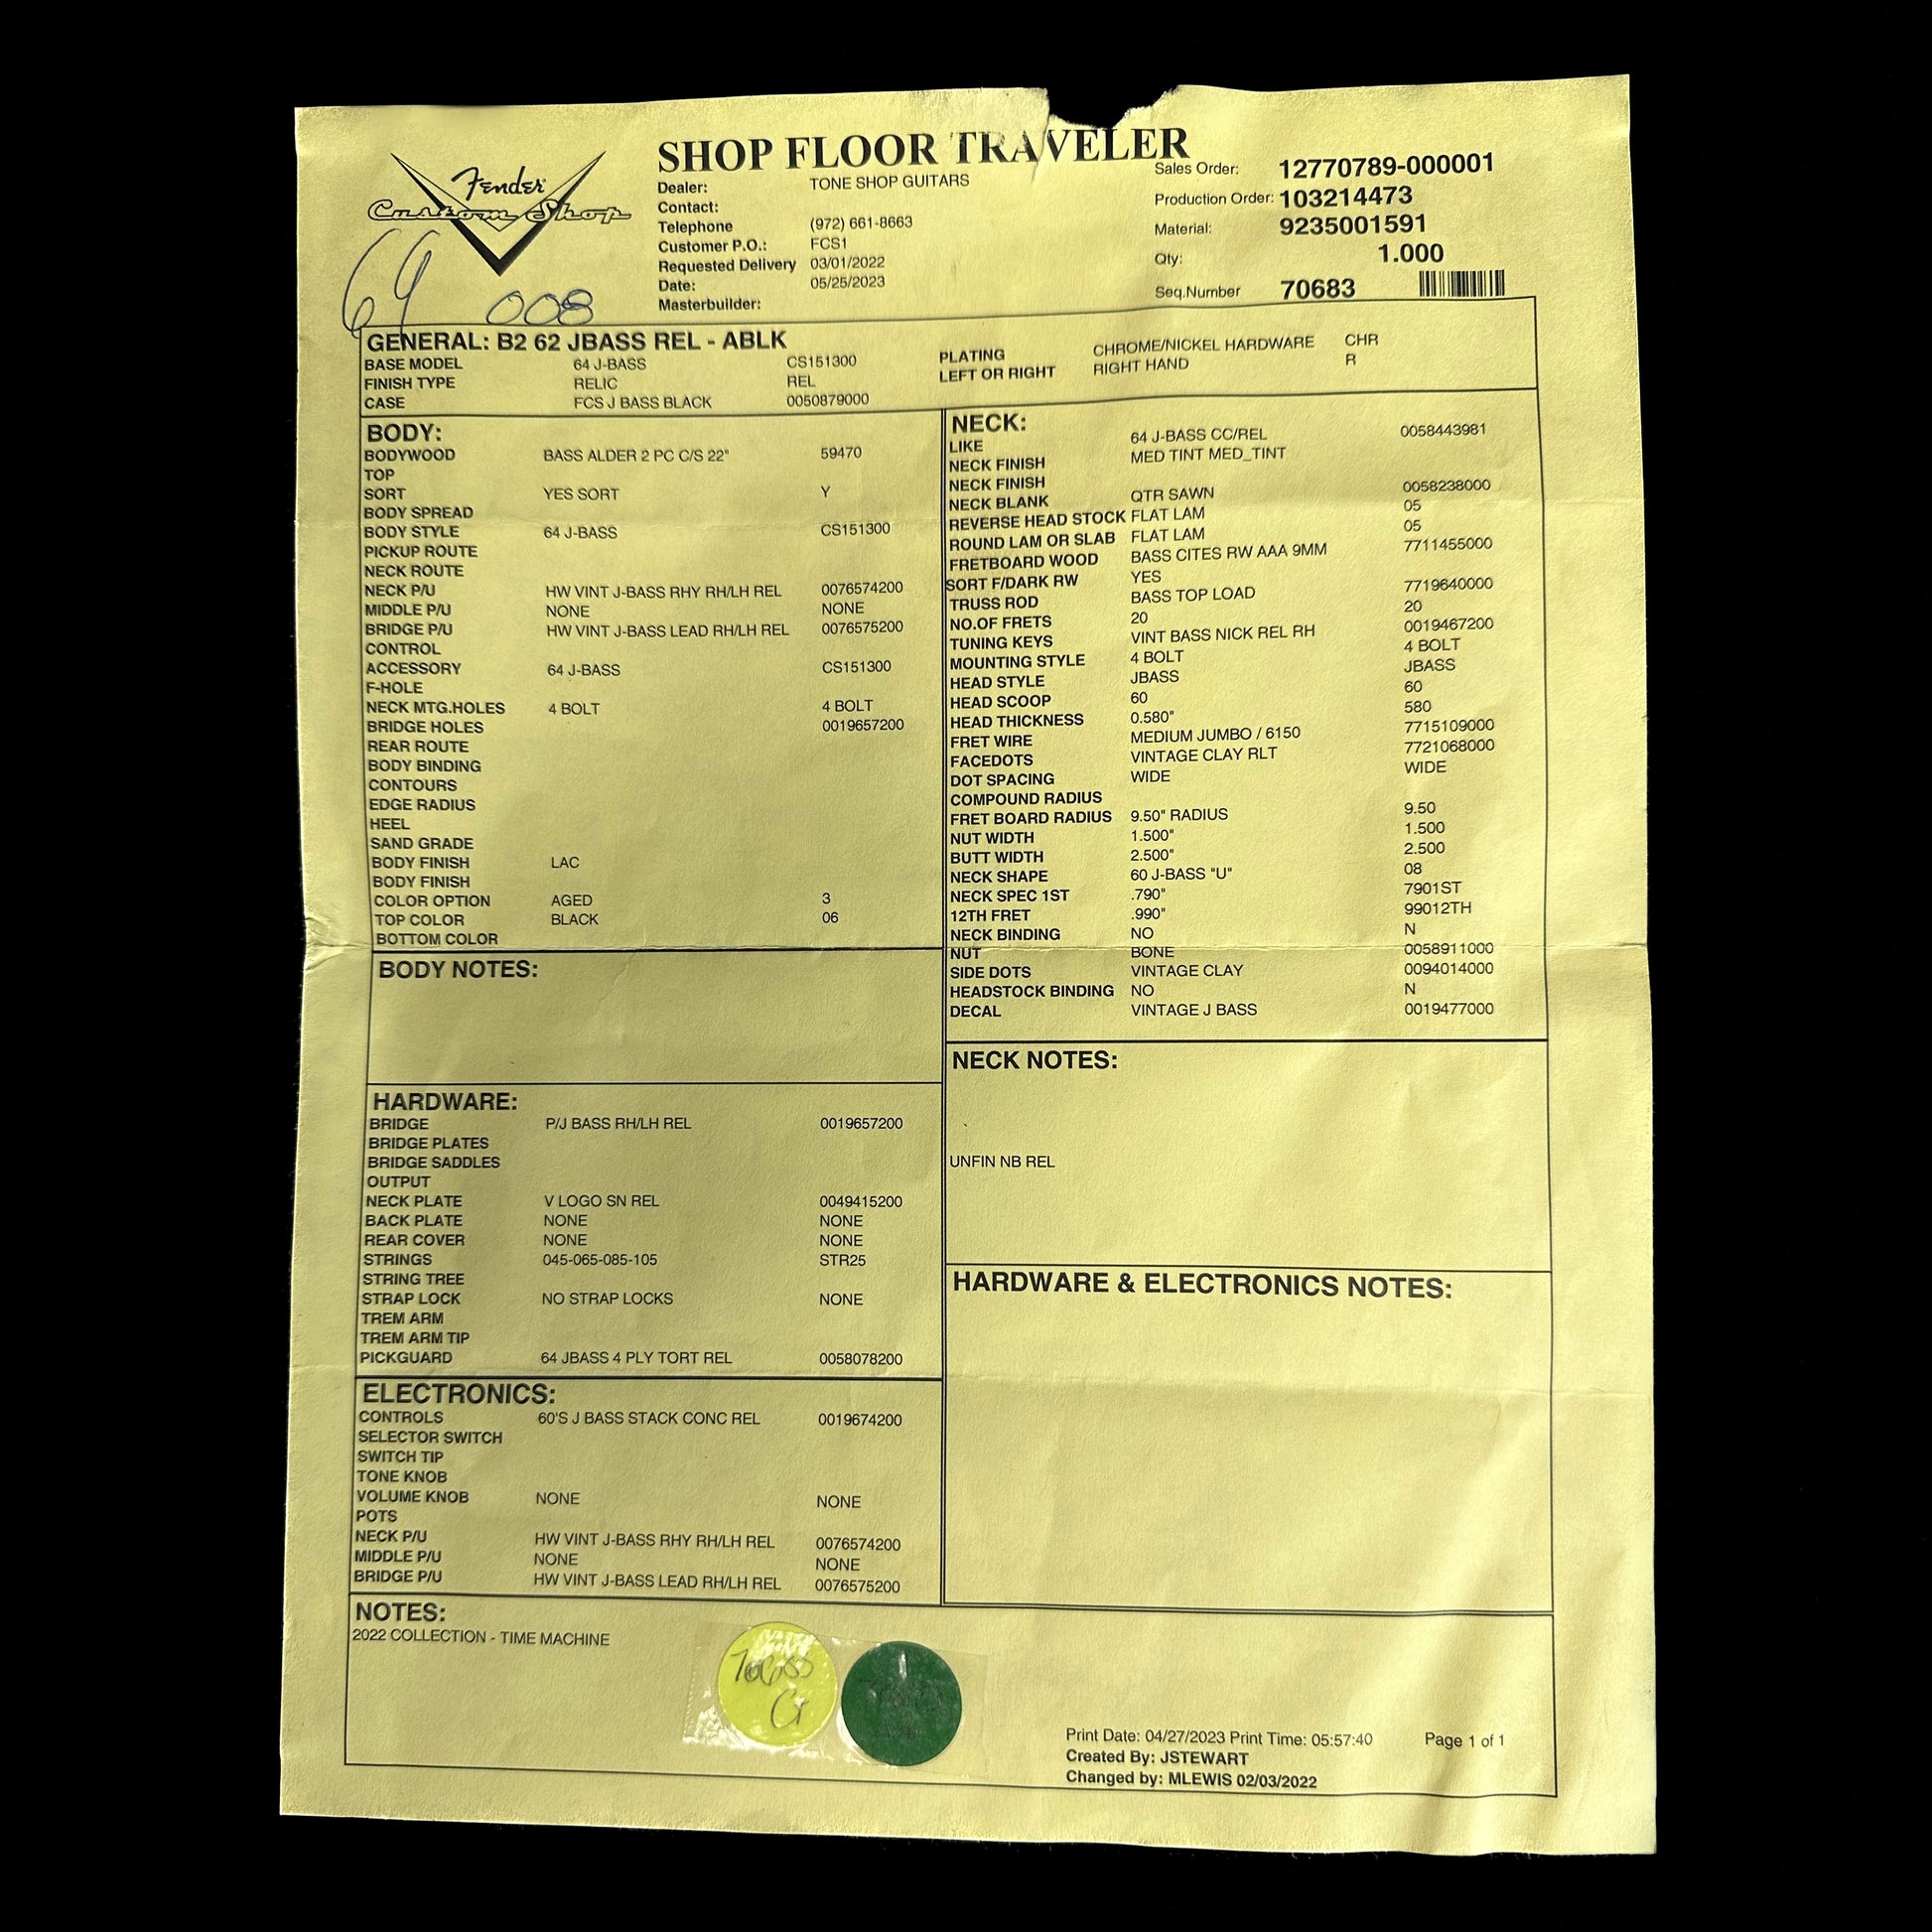 SHOP FLOOR TRAVELER
Fender
Custom Shop
69 008
Dealer: TONE SHOP GUITARS
Contact:
Telephone (972) 661-8663
Customer P.O.: FCS1
Requested Delivery 03/01/2022
Date: 05/25/2023
Masterbuilder:
Sales Order: 12770789-000001
Production Order: 103214473
Material: 9235001591
Qty: 1.000
Seq.Number 70683
GENERAL: B2 62 JBASS REL - ABLK
BASE MODEL 64 J-BASS CS151300
FINISH TYPE RELIC REL
CASE FCS J BASS BLACK 0050879000
PLATING CHROME/NICKEL HARDWARE CHR
LEFT OR RIGHT RIGHT HAND R
BODY:
BODYWOOD BASS ALDER 2 PC C/S 22" 59470
TOP
SORT YES SORT Y
BODY SPREAD
BODY STYLE 64 J-BASS CS151300
PICKUP ROUTE
NECK ROUTE
NECK P/U HW VINT J-BASS RHY RH/LH REL 0076574200
MIDDLE P/U NONE NONE
BRIDGE P/U HW VINT J-BASS LEAD RH/LH REL 0076575200
CONTROL
ACCESSORY 64 J-BASS CS151300
F-HOLE
NECK MTG.HOLES 4 BOLT 4 BOLT
BRIDGE HOLES 0019657200
REAR ROUTE
BODY BINDING
CONTOURS
EDGE RADIUS
HEEL
SAND GRADE
BODY FINISH LAC
BODY FINISH
COLOR OPTION AGED 3
TOP COLOR BLACK 06
BOTTOM COLOR
BODY NOTES:
HARDWARE:
BRIDGE P/J BASS RH/LH REL 0019657200
BRIDGE PLATES
BRIDGE SADDLES
OUTPUT
NECK PLATE V LOGO SN REL 0049415200
BACK PLATE NONE NONE
REAR COVER NONE NONE
STRINGS 045-065-085-105 STR25
STRING TREE
STRAP LOCK NO STRAP LOCKS NONE
TREM ARM
TREM ARM TIP
PICKGUARD 64 JBASS 4 PLY TORT REL 0058078200
ELECTRONICS:
CONTROLS 60'S J BASS STACK CONC REL 0019674200
SELECTOR SWITCH
SWITCH TIP
TONE KNOB
VOLUME KNOB NONE NONE
POTS
NECK P/U HW VINT J-BASS RHY RH/LH REL 0076574200
MIDDLE P/U NONE NONE
BRIDGE P/U HW VINT J-BASS LEAD RH/LH REL 0076575200
NECK:
LIKE 64 J-BASS CC/REL 0058443981
NECK FINISH MED TINT MED_TINT
NECK FINISH
NECK BLANK QTR SAWN 0058238000
REVERSE HEAD STOCK FLAT LAM 05
ROUND LAM OR SLAB FLAT LAM 05
FRETBOARD WOOD BASS CITES RW AAA 9MM 7711455000
SORT F/DARK RW YES
TRUSS ROD BASS TOP LOAD 7719640000
NO.OF FRETS 20 20
TUNING KEYS VINT BASS NICK REL RH 0019467200
MOUNTING STYLE 4 BOLT 4 BOLT
HEAD STYLE JBASS JBASS
HEAD SCOOP 60 60
HEAD THICKNESS 0.580" 580
FRET WIRE MEDIUM JUMBO / 6150 7715109000
FACEDOTS VINTAGE CLAY RLT 7721068000
DOT SPACING WIDE WIDE
COMPOUND RADIUS
FRET BOARD RADIUS 9.50" RADIUS 9.50
NUT WIDTH 1.500" 1.500
BUTT WIDTH 2.500" 2.500
NECK SHAPE 60 J-BASS "U" 08
NECK SPEC 1ST .790" 7901ST
12TH FRET .990" 99012TH
NECK BINDING NO N
NUT BONE 0058911000
SIDE DOTS VINTAGE CLAY 0094014000
HEADSTOCK BINDING NO N
DECAL VINTAGE J BASS 0019477000
NECK NOTES:
UNFIN NB REL
HARDWARE & ELECTRONICS NOTES:
NOTES:
2022 COLLECTION - TIME MACHINE
Print Date: 04/27/2023 Print Time: 05:57:40 Page 1 of 1
Created By: JSTEWART
Changed by: MLEWIS 02/03/2022